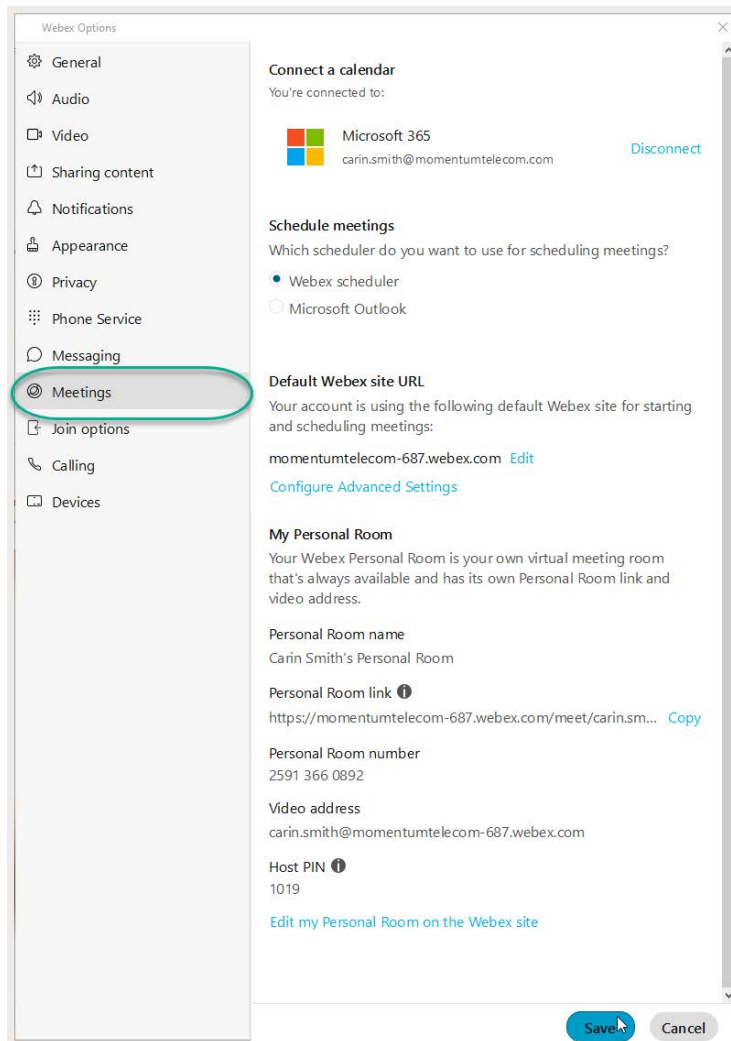 Webex Options
General
Audio
Video
Sharing content
Notifications
Appearance
Privacy
Phone Service
Messaging
Meetings
Join options
Calling
Devices
Connect a calendar
You're connected to:
Microsoft 365
carin.smith@momentumtelecom.com
Disconnect
Schedule meetings
Which scheduler do you want to use for scheduling meetings?
Webex scheduler
Microsoft Outlook
Default Webex site URL
Your account is using the following default Webex site for starting
and scheduling meetings:
momentumtelecom-687.webex.com Edit
Configure Advanced Settings
My Personal Room
Your Webex Personal Room is your own virtual meeting room
that's always available and has its own Personal Room link and
video address.
Personal Room name
Carin Smith's Personal Room
Personal Room link
https://momentumtelecom-687.webex.com/meet/carin.sm... Copy
Personal Room number
2591 366 0892
Video address
carin.smith@momentumtelecom-687.webex.com
Host PIN
1019
Edit my Personal Room on the Webex site
Save Cancel